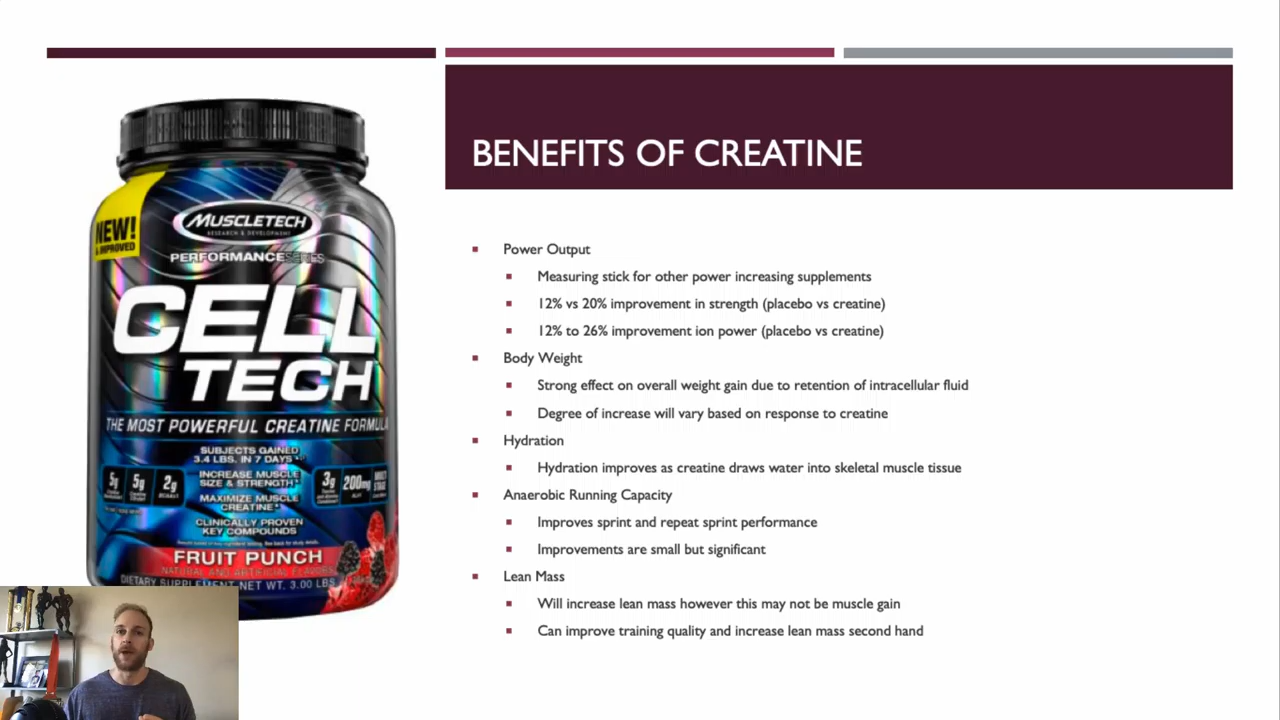 BENEFITS OF CREATINE
NEW!
& IMPROVED
MUSCLETECH
RESEARCH & DEVELOPMENT
PERFORMANCE SERIES
CELL
TECH
THE MOST POWERFUL CREATINE FORMULA
SUBJECTS GAINED
3.4 LBS. IN 7 DAYS
INCREASE MUSCLE
SIZE & STRENGTH
MAXIMIZE MUSCLE
CREATINE
CLINICALLY PROVEN
KEY COMPOUNDS
5g
5g
2g
3g
200mg
FRUIT PUNCH
NATURAL AND ARTIFICIAL FLAVORS
DIETARY SUPPLEMENT NET WT. 3.00 LBS
Power Output
Measuring stick for other power increasing supplements
12% vs 20% improvement in strength (placebo vs creatine)
12% to 26% improvement ion power (placebo vs creatine)
Body Weight
Strong effect on overall weight gain due to retention of intracellular fluid
Degree of increase will vary based on response to creatine
Hydration
Hydration improves as creatine draws water into skeletal muscle tissue
Anaerobic Running Capacity
Improves sprint and repeat sprint performance
Improvements are small but significant
Lean Mass
Will increase lean mass however this may not be muscle gain
Can improve training quality and increase lean mass second hand